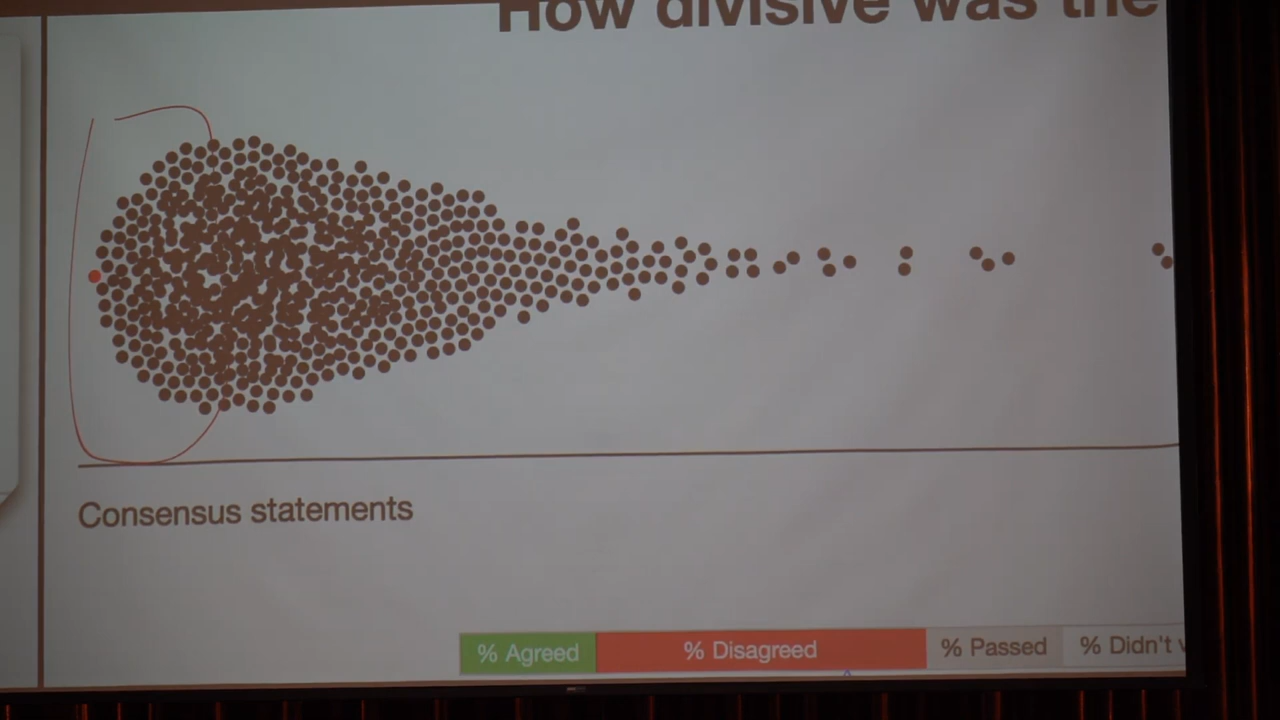 How divisive was the
Consensus statements
% Agreed % Disagreed % Passed % Didn't